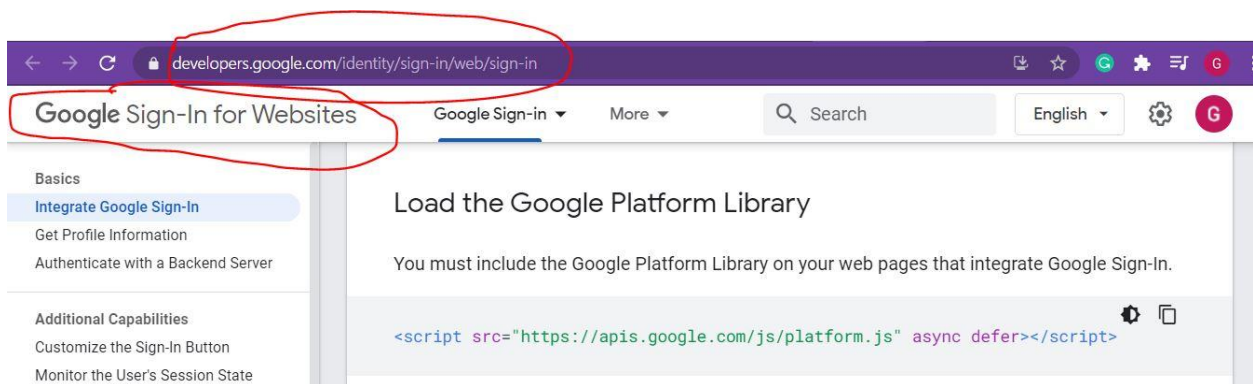 developers.google.com/identity/sign-in/web/sign-in
G
G
Google Sign-In for Websites
Google Sign-in
More
Search
English
G
Basics
Integrate Google Sign-In
Get Profile Information
Authenticate with a Backend Server
Additional Capabilities
Customize the Sign-In Button
Monitor the User's Session State
Load the Google Platform Library
You must include the Google Platform Library on your web pages that integrate Google Sign-In.
<script src="https://apis.google.com/js/platform.js" async defer></script>